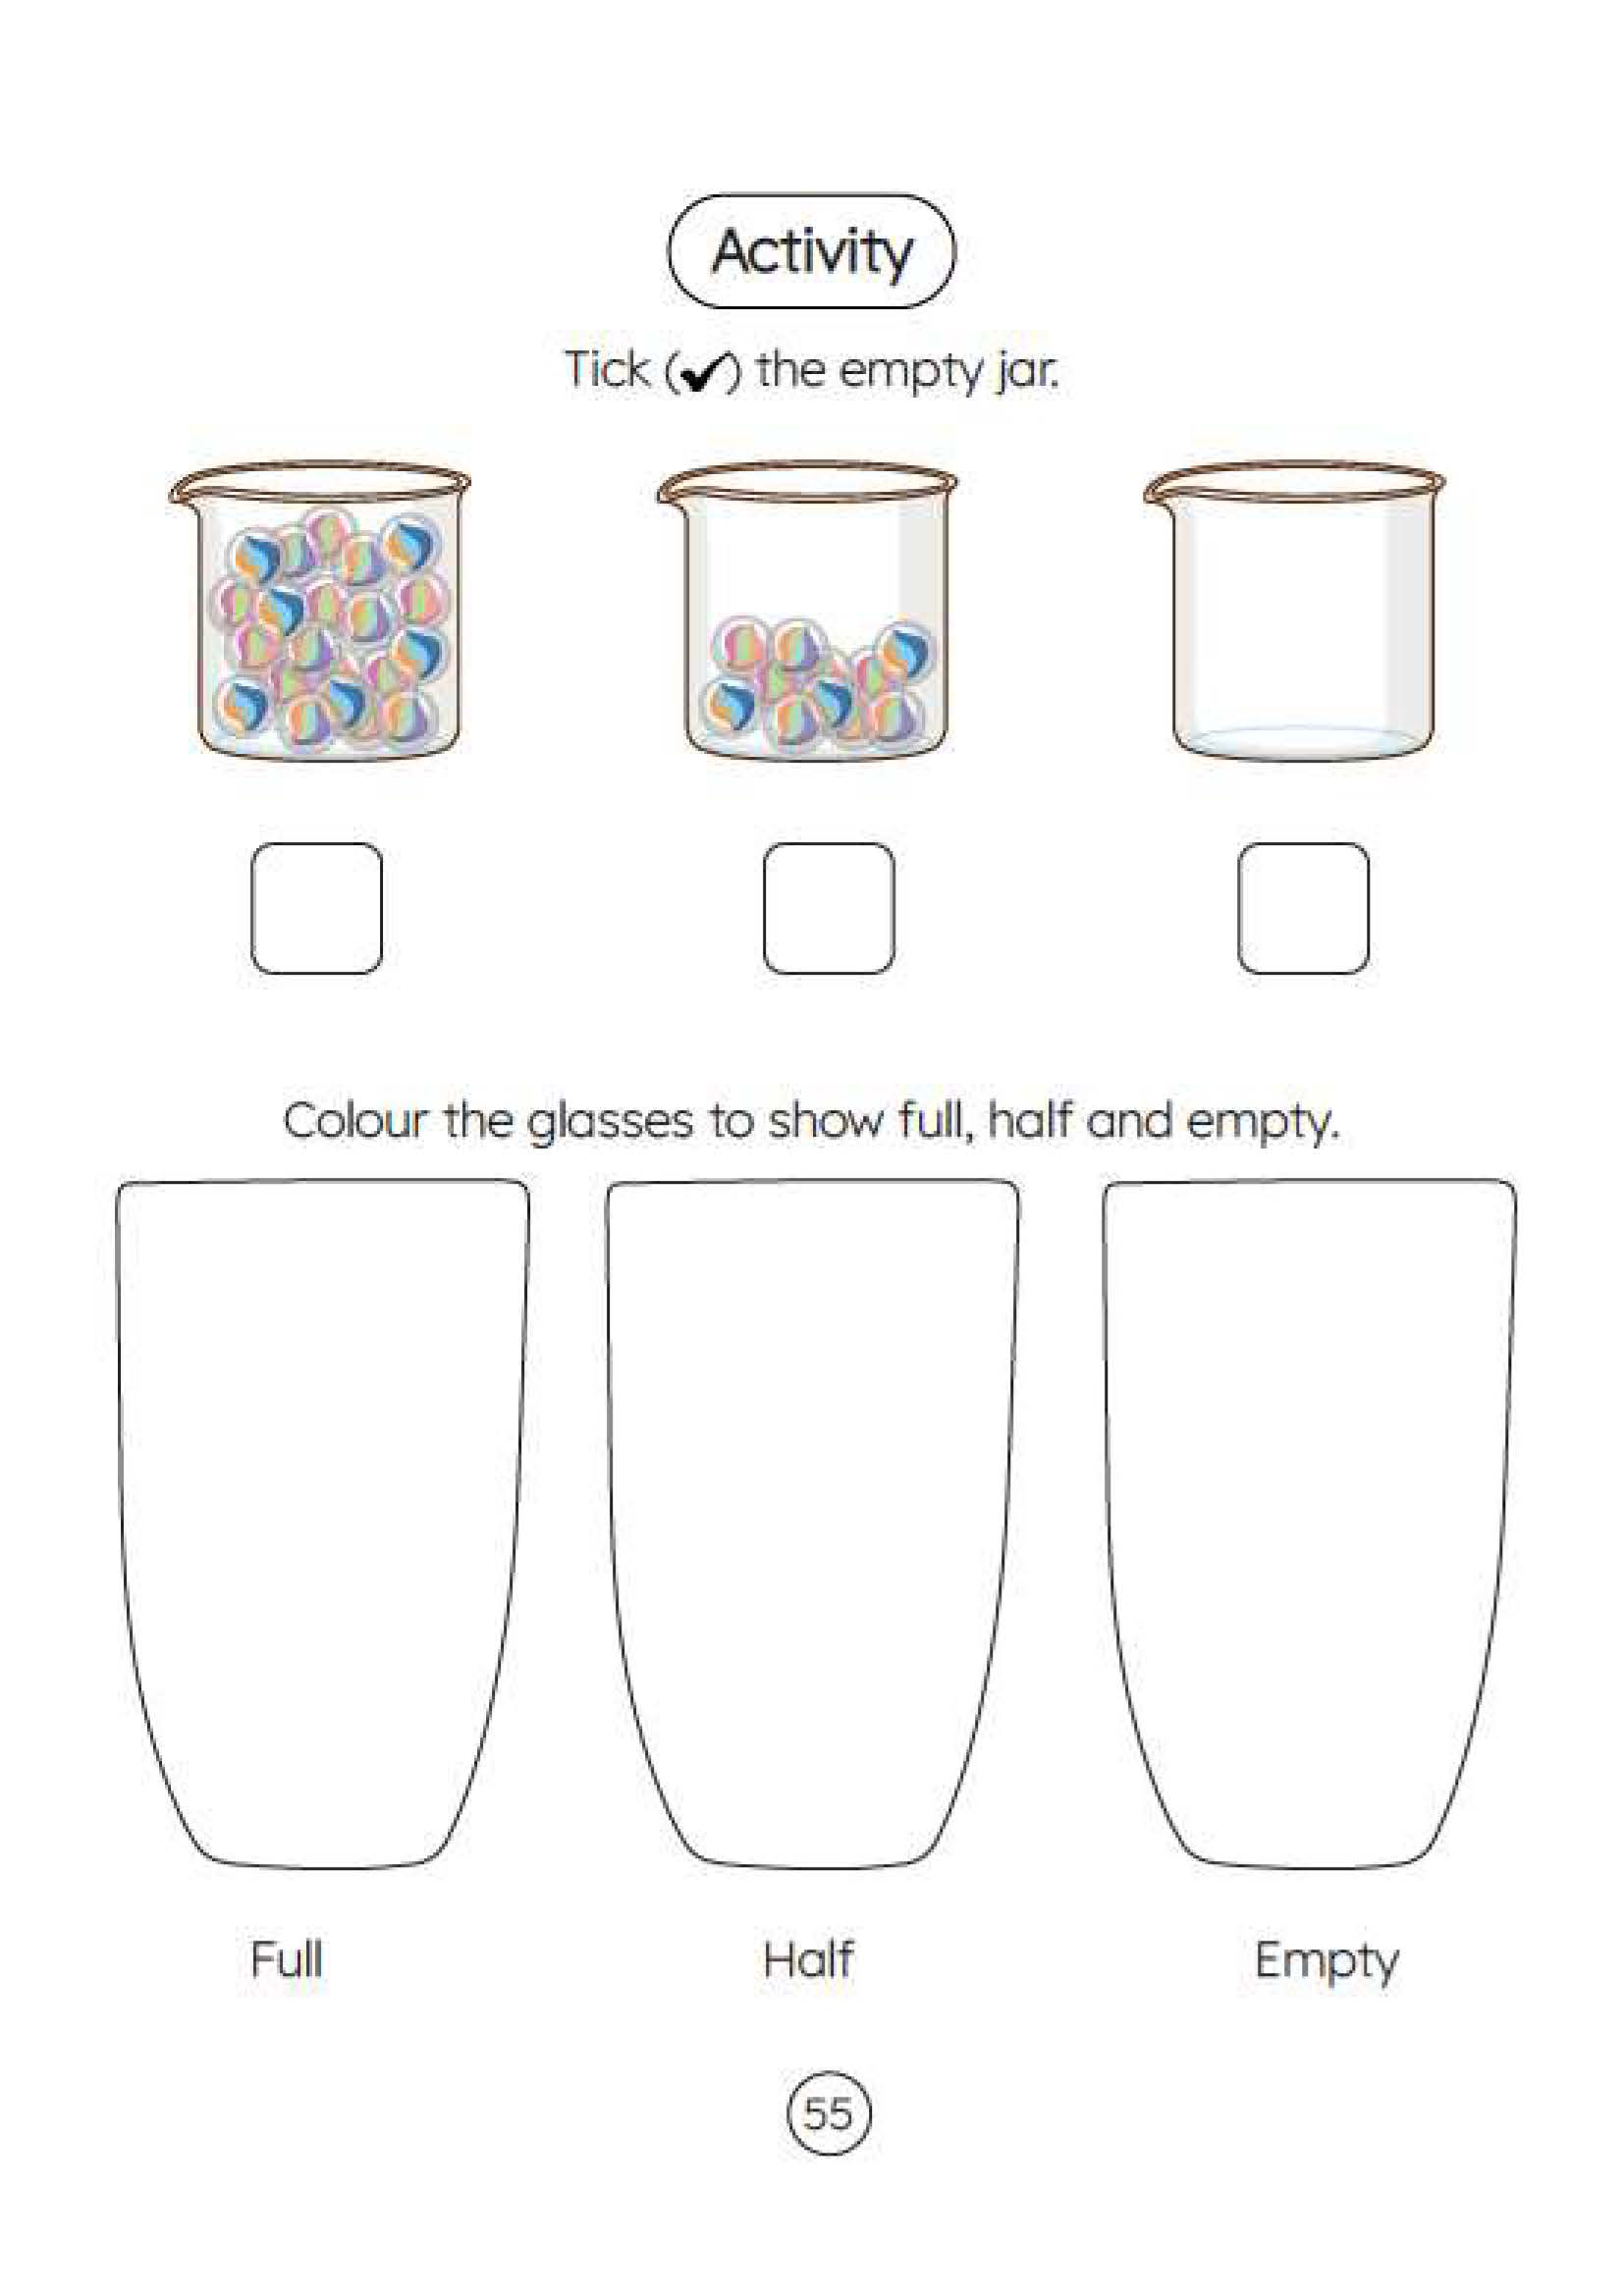 Activity
Tick (✔) the empty jar.
Colour the glasses to show full, half and empty.
Full Half Empty
55